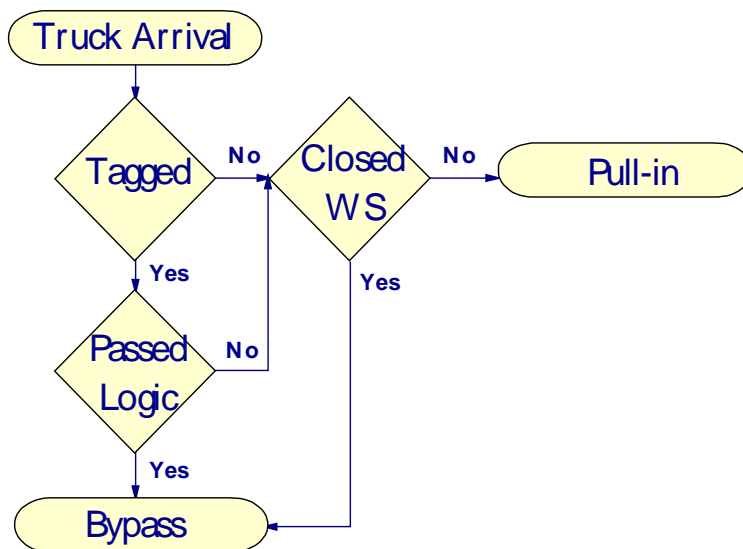 Truck Arrival
Tagged
No
Closed
WS
No
Pull-in
Yes
Yes
Passed
Logic
No
Yes
Bypass